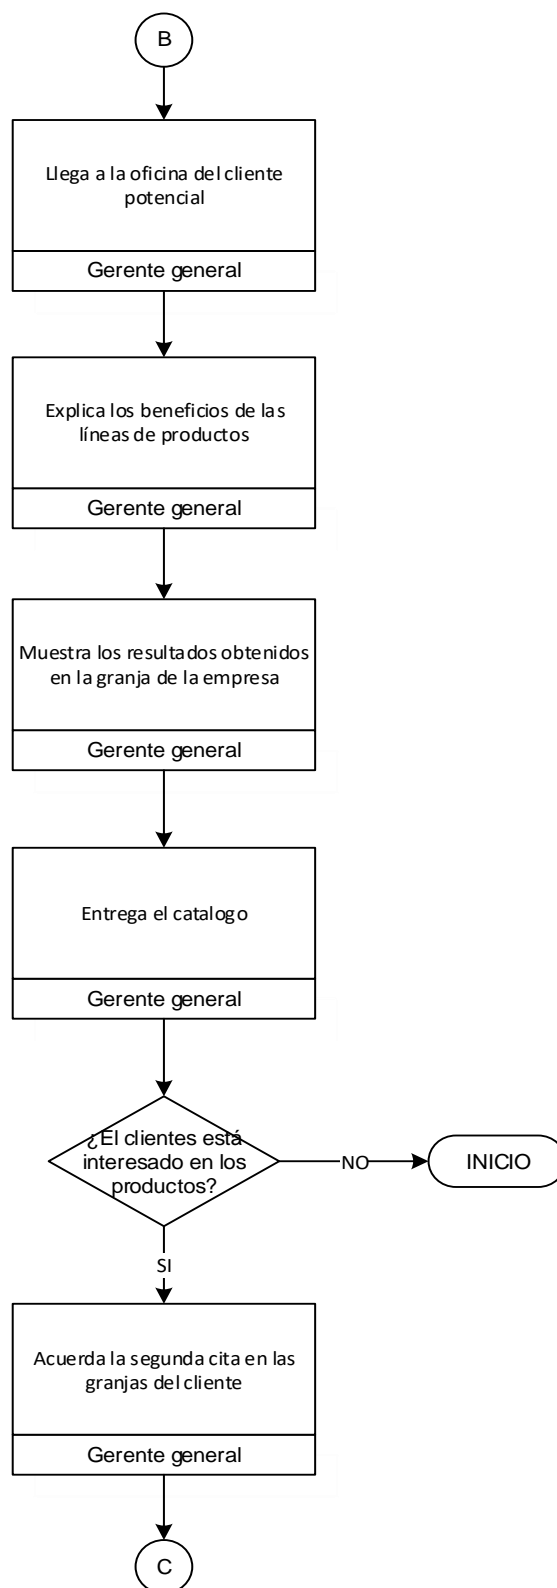 B
Llega a la oficina del cliente
potencial
Gerente general
Explica los beneficios de las
líneas de productos
Gerente general
Muestra los resultados obtenidos
en la granja de la empresa
Gerente general
Entrega el catalogo
Gerente general
¿El clientes está
interesado en los
productos?
NO
INICIO
SI
Acuerda la segunda cita en las
granjas del cliente
Gerente general
C